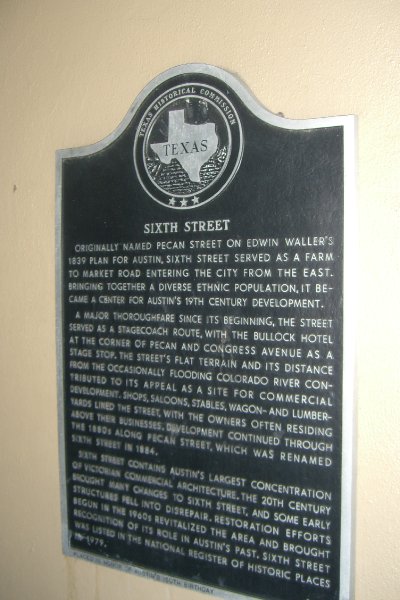 TEXAS HISTORICAL COMMISSION
TEXAS
SIXTH STREET
ORIGINALLY NAMED PECAN STREET ON EDWIN WALLER'S
1839 PLAN FOR AUSTIN, SIXTH STREET SERVED AS A FARM
TO MARKET ROAD ENTERING THE CITY FROM THE EAST.
BRINGING TOGETHER A DIVERSE ETHNIC POPULATION, IT BE-
CAME A CENTER FOR AUSTIN'S 19TH CENTURY DEVELOPMENT.
A MAJOR THOROUGHFARE SINCE ITS BEGINNING, THE STREET
SERVED AS A STAGECOACH ROUTE, WITH THE BULLOCK HOTEL
AT THE CORNER OF PECAN AND CONGRESS AVENUE AS A
STAGE STOP. THE STREET'S FLAT TERRAIN AND ITS DISTANCE
FROM THE OCCASIONALLY FLOODING COLORADO RIVER CON-
TRIBUTED TO ITS APPEAL AS A SITE FOR COMMERCIAL
DEVELOPMENT. SHOPS, SALOONS, STABLES, WAGON- AND LUMBER-
YARDS LINED THE STREET, WITH THE OWNERS OFTEN RESIDING
ABOVE THEIR BUSINESSES. DEVELOPMENT CONTINUED THROUGH
THE 1880s ALONG PECAN STREET, WHICH WAS RENAMED
SIXTH STREET IN 1884.
SIXTH STREET CONTAINS AUSTIN'S LARGEST CONCENTRATION
OF VICTORIAN COMMERCIAL ARCHITECTURE. THE 20TH CENTURY
BROUGHT MANY CHANGES TO SIXTH STREET, AND SOME EARLY
STRUCTURES FELL INTO DISREPAIR. RESTORATION EFFORTS
BEGUN IN THE 1960s REVITALIZED THE AREA AND BROUGHT
RECOGNITION OF ITS ROLE IN AUSTIN'S PAST. SIXTH STREET
WAS LISTED IN THE NATIONAL REGISTER OF HISTORIC PLACES
IN 1979.
PLACED IN HONOR OF AUSTIN'S 150TH BIRTHDAY